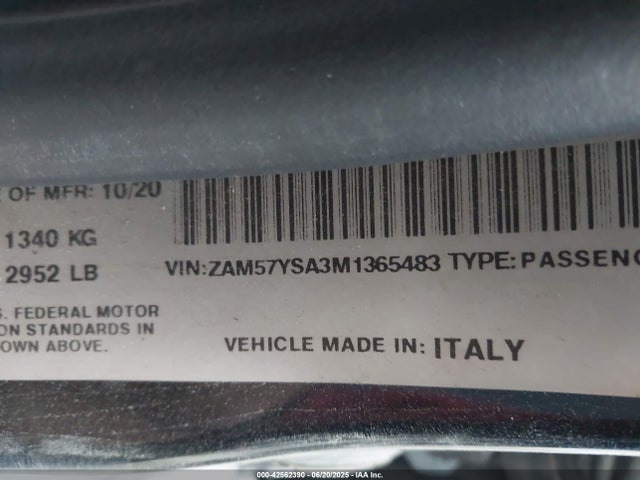 E OF MFR: 10/20
1340 KG
2952 LB
VIN:ZAM57YSA3M1365483 TYPE:PASSENG
S. FEDERAL MOTOR
ON STANDARDS IN
OWN ABOVE.
VEHICLE MADE IN: ITALY
000-42562390 - 06/20/2025 - IAA Inc.